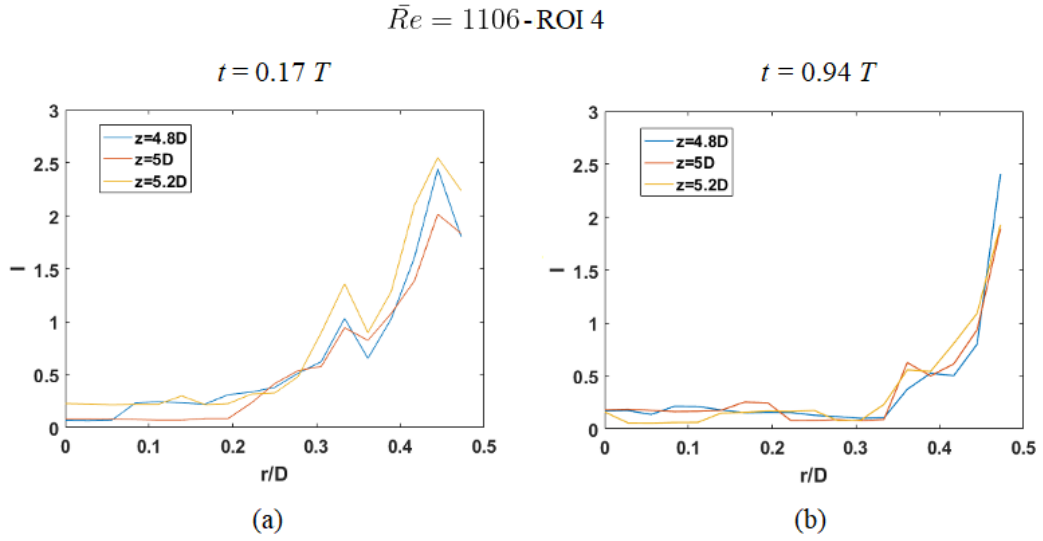 R̄e = 1106 - ROI 4
t = 0.17 T
t = 0.94 T
3
2.5
2
1.5
1
0.5
0
I
z=4.8D
z=5D
z=5.2D
0
0.1
0.2
0.3
0.4
0.5
r/D
(a)
3
2.5
2
1.5
1
0.5
0
I
z=4.8D
z=5D
z=5.2D
0
0.1
0.2
0.3
0.4
0.5
r/D
(b)